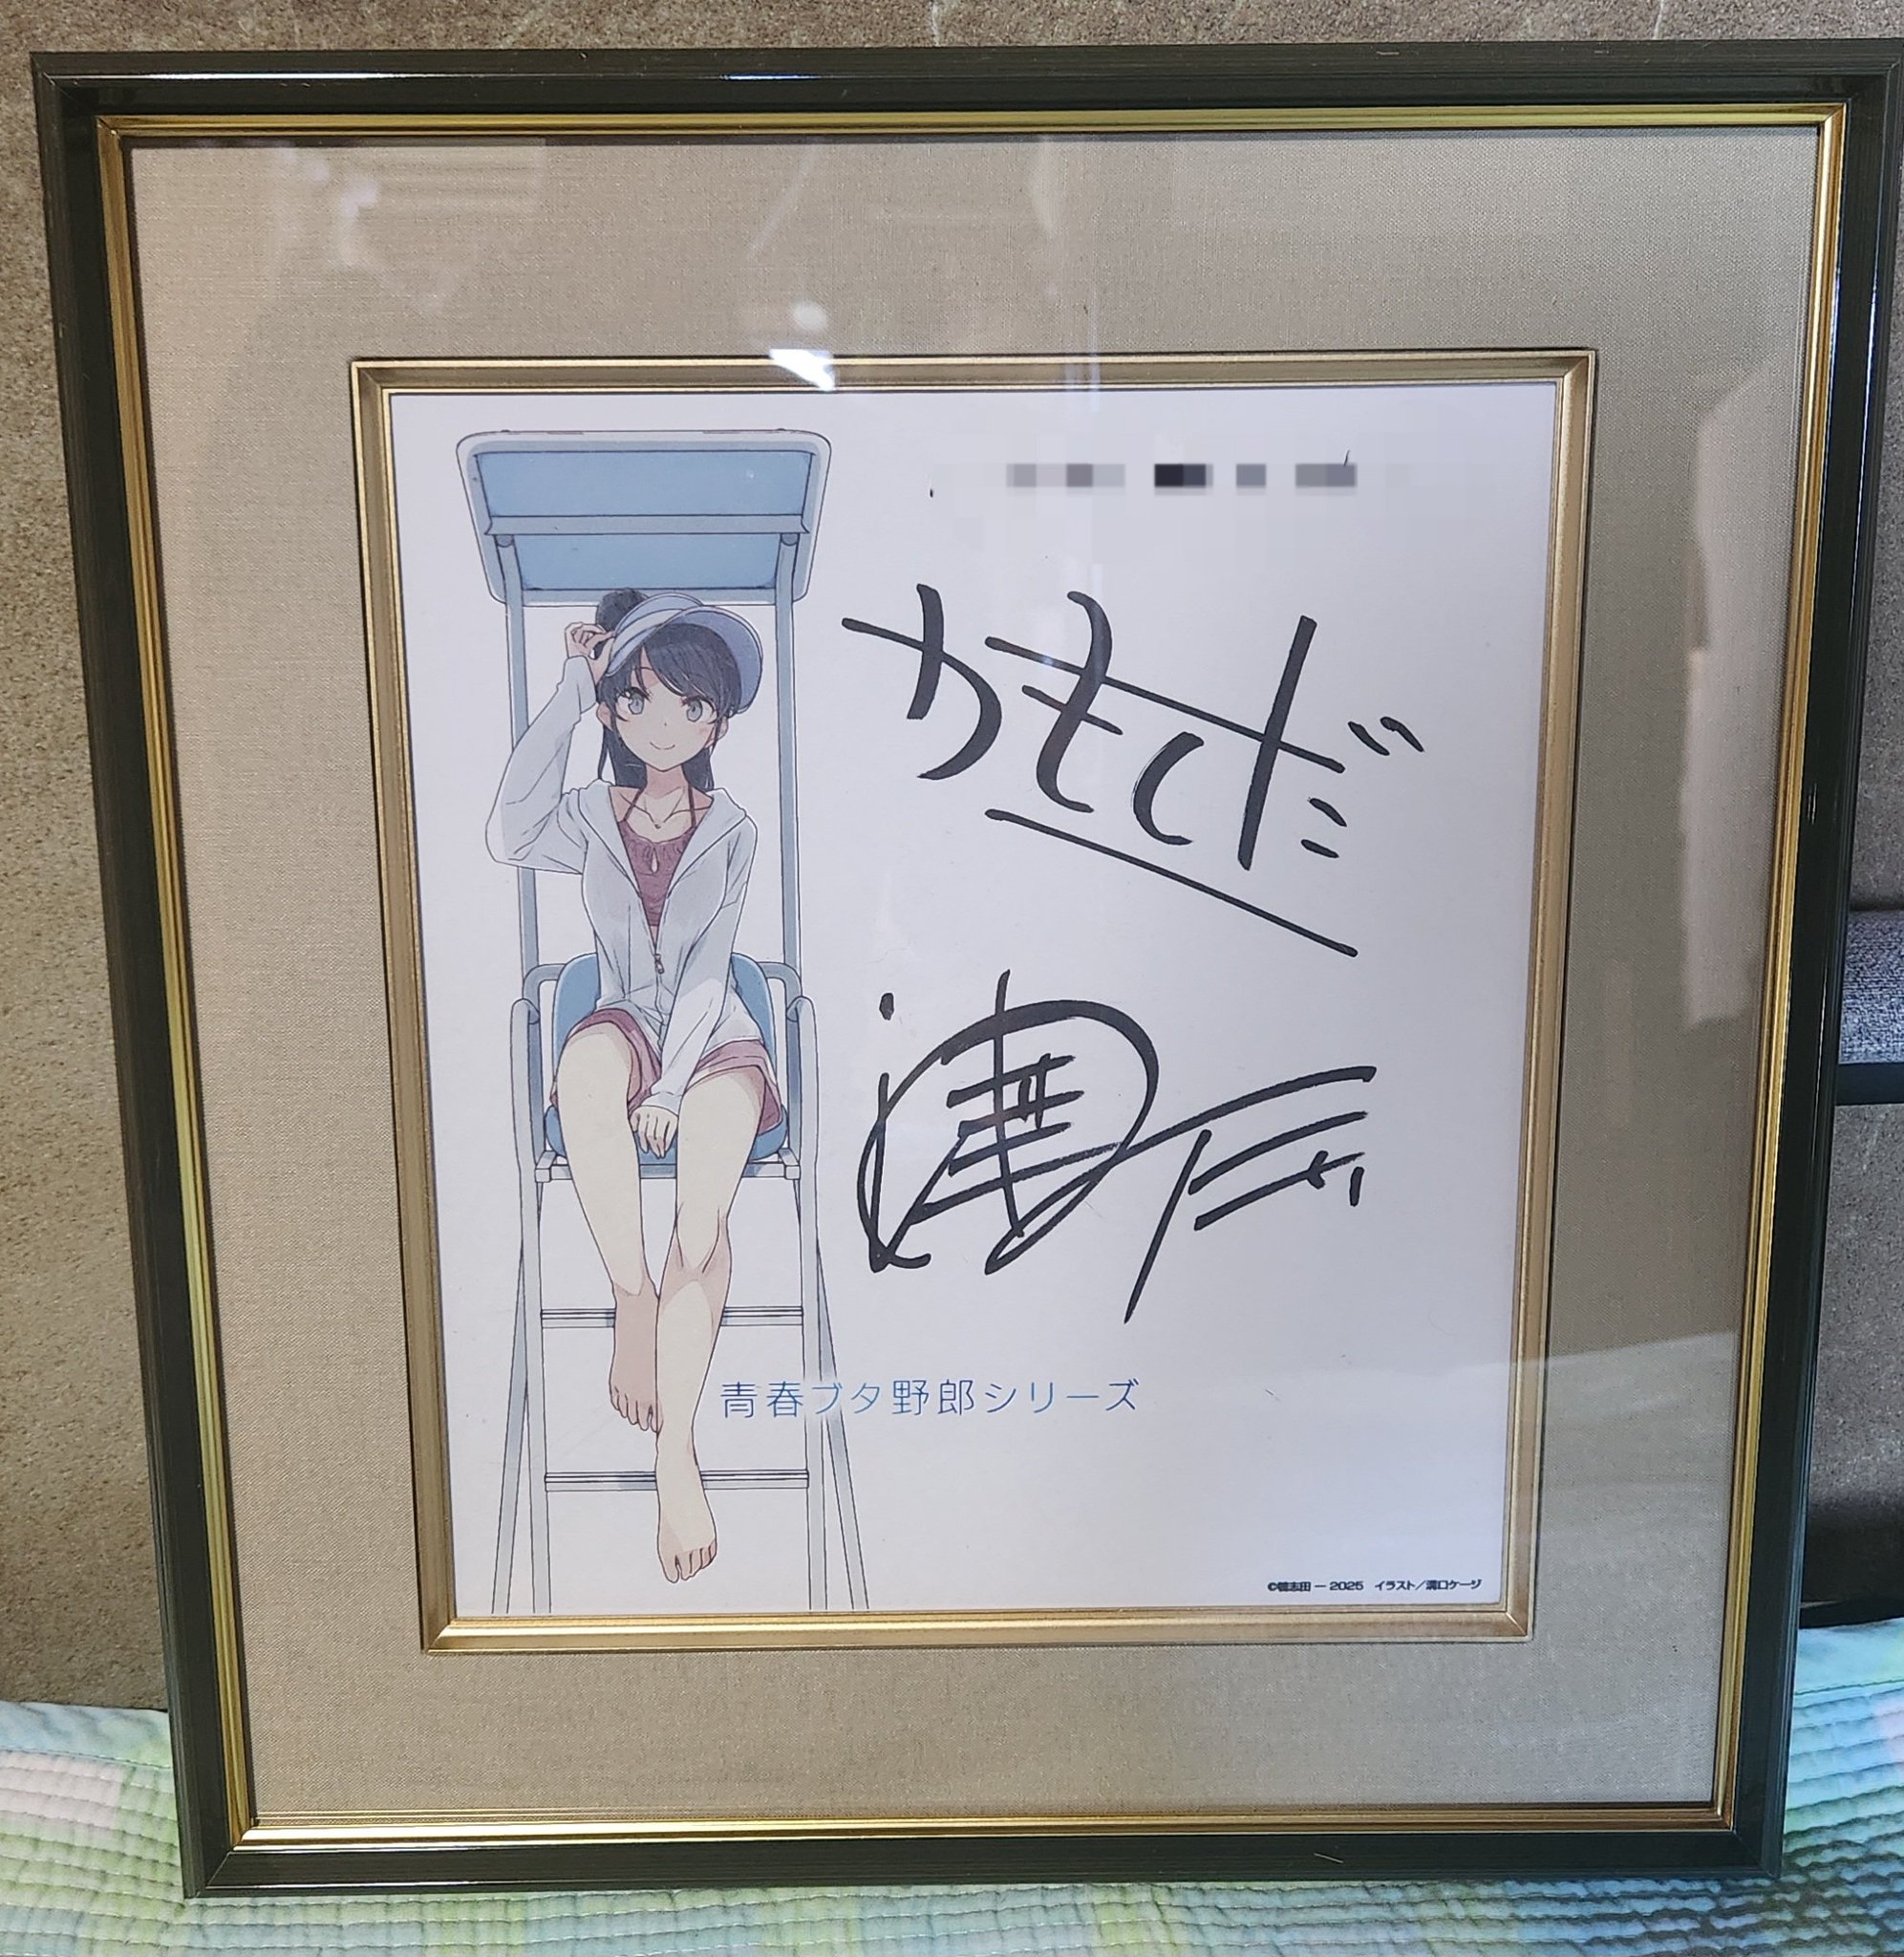 かもしだ
一
青春ブタ野郎シリーズ
©鴨志田 一 2025 イラスト／溝口ケージ